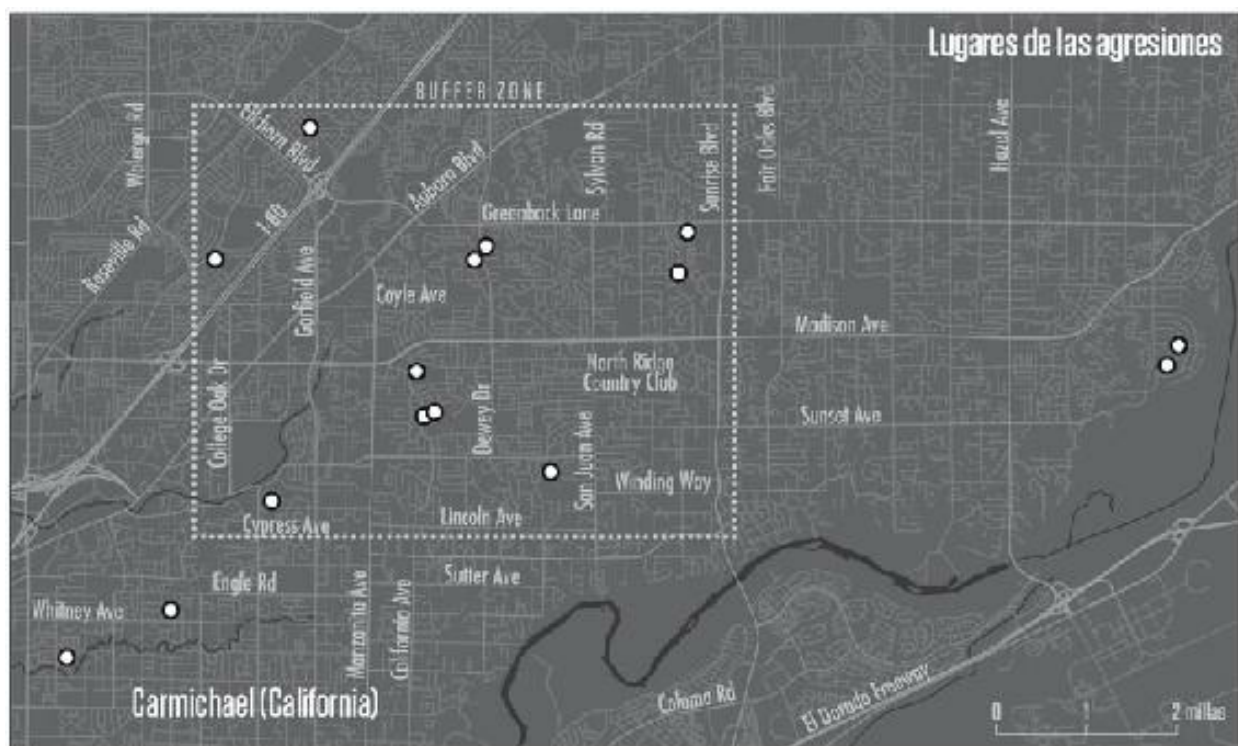 Lugares de las agresiones
BUFFER ZONE
Walerga Rd
Elkhorn Blvd
Auburn Blvd
Sylvan Rd
Sunrise Blvd
Fair Oaks Blvd
Hazel Ave
Roseville Rd
I 80
Greenback Lane
Garfield Ave
Coyle Ave
Madison Ave
North Ridge
Country Club
College Oak Dr
Dewey Dr
Sunset Ave
San Juan Ave
Winding Way
Lincoln Ave
Cypress Ave
Sutter Ave
Engle Rd
Whitney Ave
Manzanita Ave
California Ave
Carmichael (California)
Coloma Rd
El Dorado Freeway
0 1 2 millas